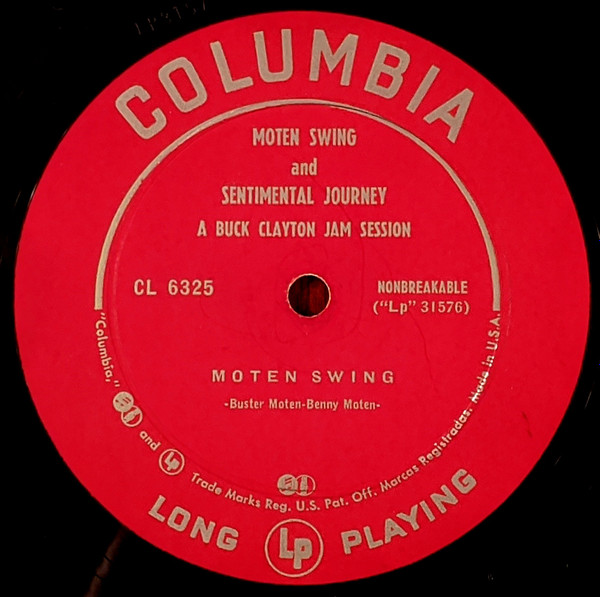 COLUMBIA
MOTEN SWING
and
SENTIMENTAL JOURNEY
A BUCK CLAYTON JAM SESSION
CL 6325
NONBREAKABLE
("Lp" 31576)
MOTEN SWING
-Buster Moten-Benny Moten-
"Columbia," and Lp Trade Marks Reg. U.S. Pat. Off. Marcas Registradas. Made in U.S.A.
LONG Lp PLAYING